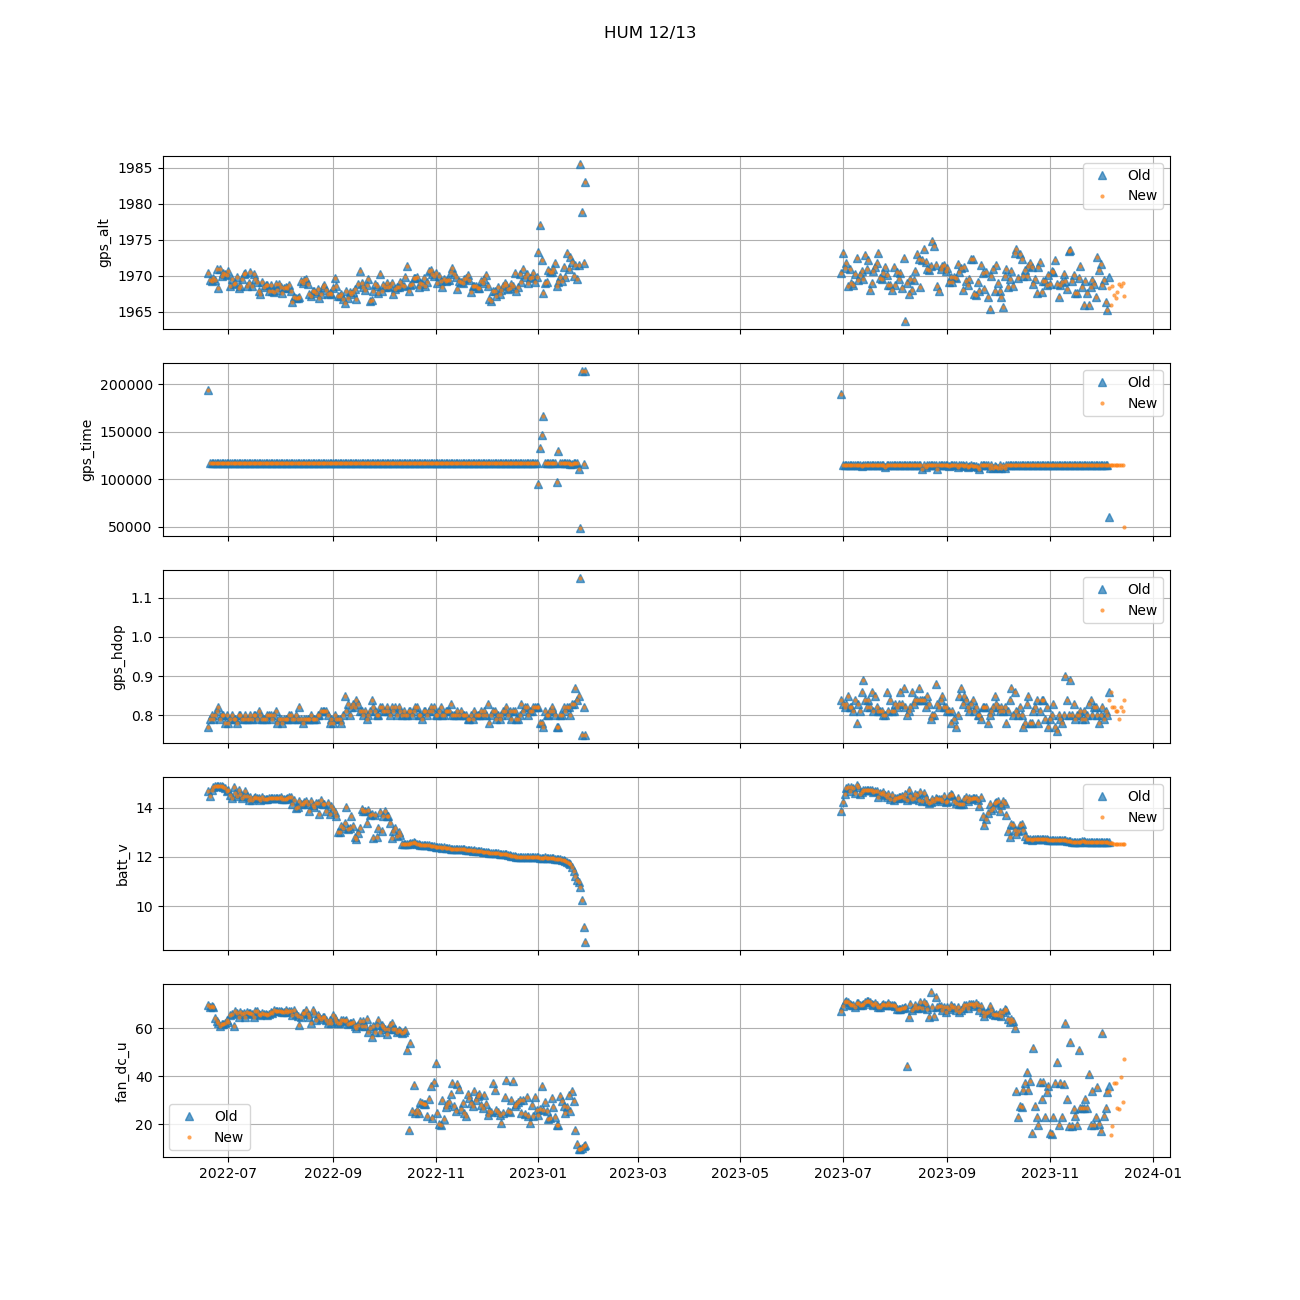 HUM 12/13
1985
1980
1975
1970
1965
gps_alt
Old
New
200000
150000
100000
50000
gps_time
Old
New
1.1
1.0
0.9
0.8
gps_hdop
Old
New
14
12
10
batt_v
Old
New
60
40
20
fan_dc_u
Old
New
2022-07 2022-09 2022-11 2023-01 2023-03 2023-05 2023-07 2023-09 2023-11 2024-01